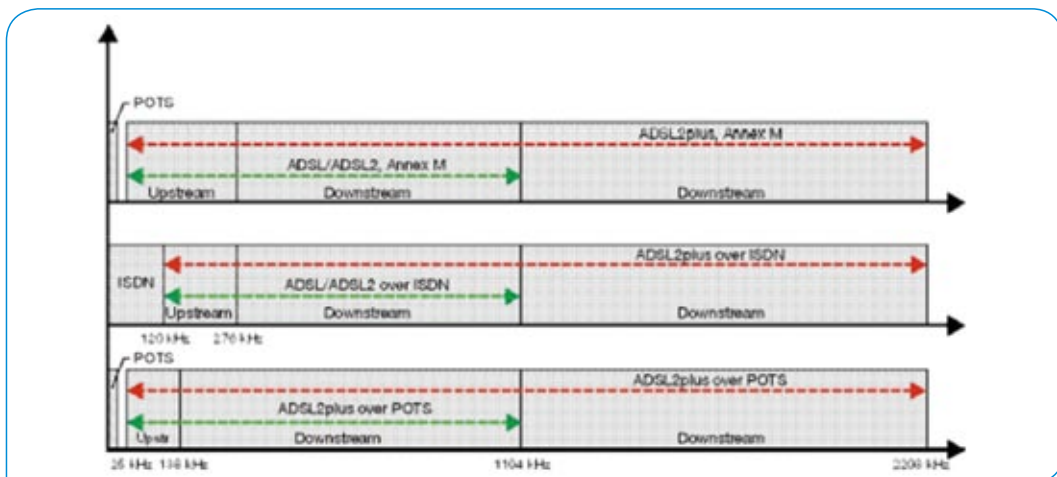 POTS
ADSL2plus, Annex M
ADSL/ADSL2, Annex M
Upstream Downstream Downstream
ADSL2plus over ISDN
ISDN
ADSL/ADSL2 over ISDN
Upstream Downstream Downstream
120 kHz 276 kHz
POTS
ADSL2plus over POTS
ADSL2plus over POTS
Upstr Downstream Downstream
25 kHz 138 kHz 1104 kHz 2208 kHz